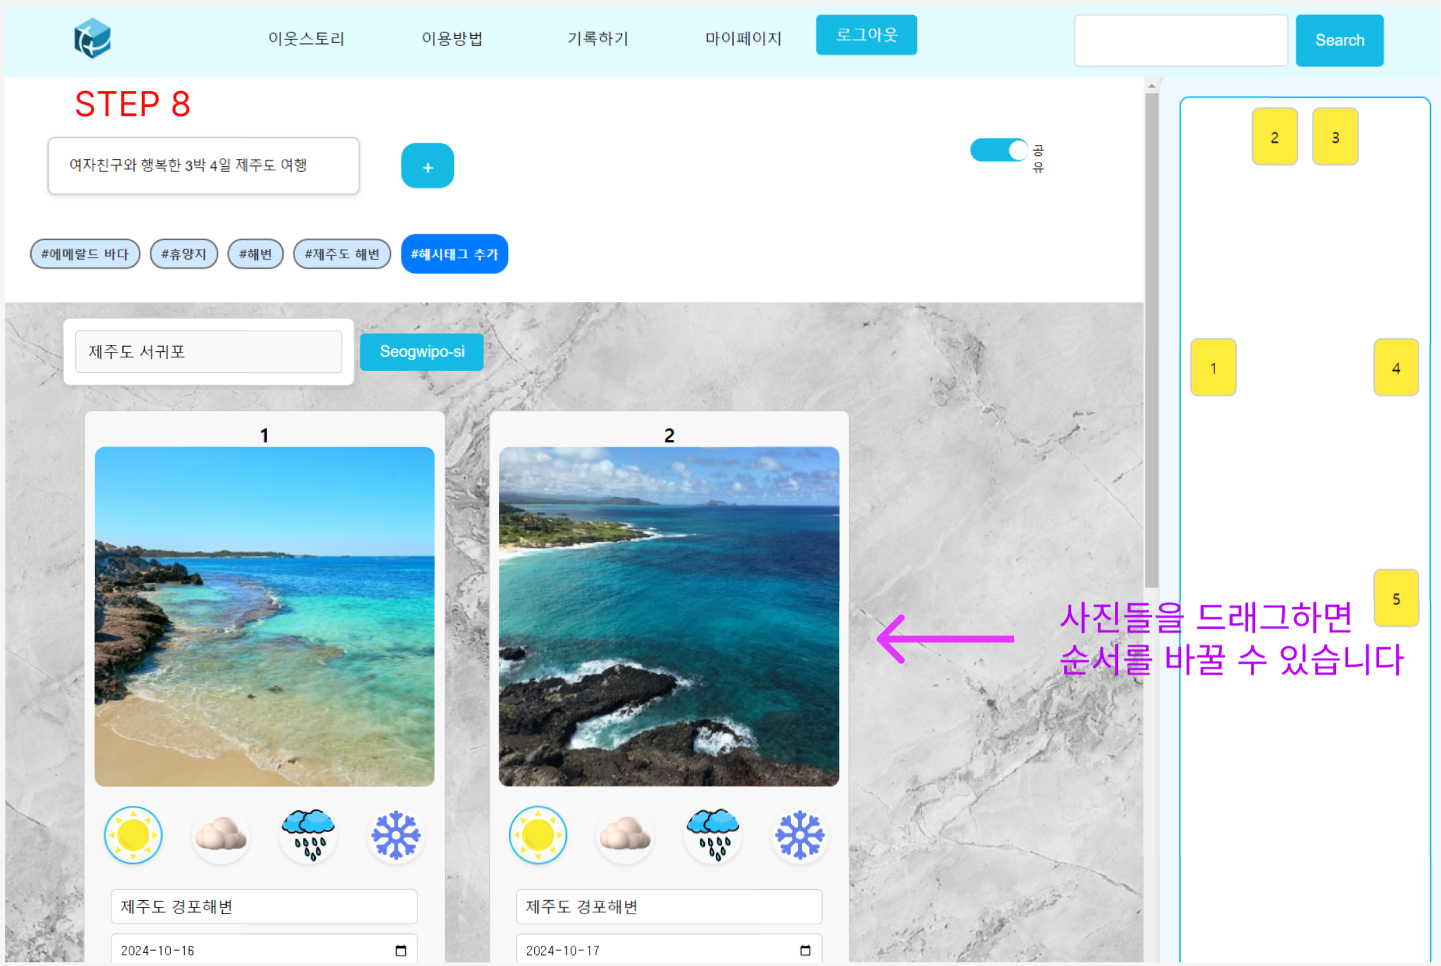 이웃스토리
이용방법
기록하기
마이페이지
로그아웃
Search
STEP 8
여자친구와 행복한 3박 4일 제주도 여행
+
공
유
#에메랄드 바다
#휴양지
#해변
#제주도 해변
#해시태그 추가
제주도 서귀포
Seogwipo-si
1
2
제주도 경포해변
제주도 경포해변
2024-10-16
2024-10-17
사진들을 드래그하면
순서를 바꿀 수 있습니다
2
3
1
4
5